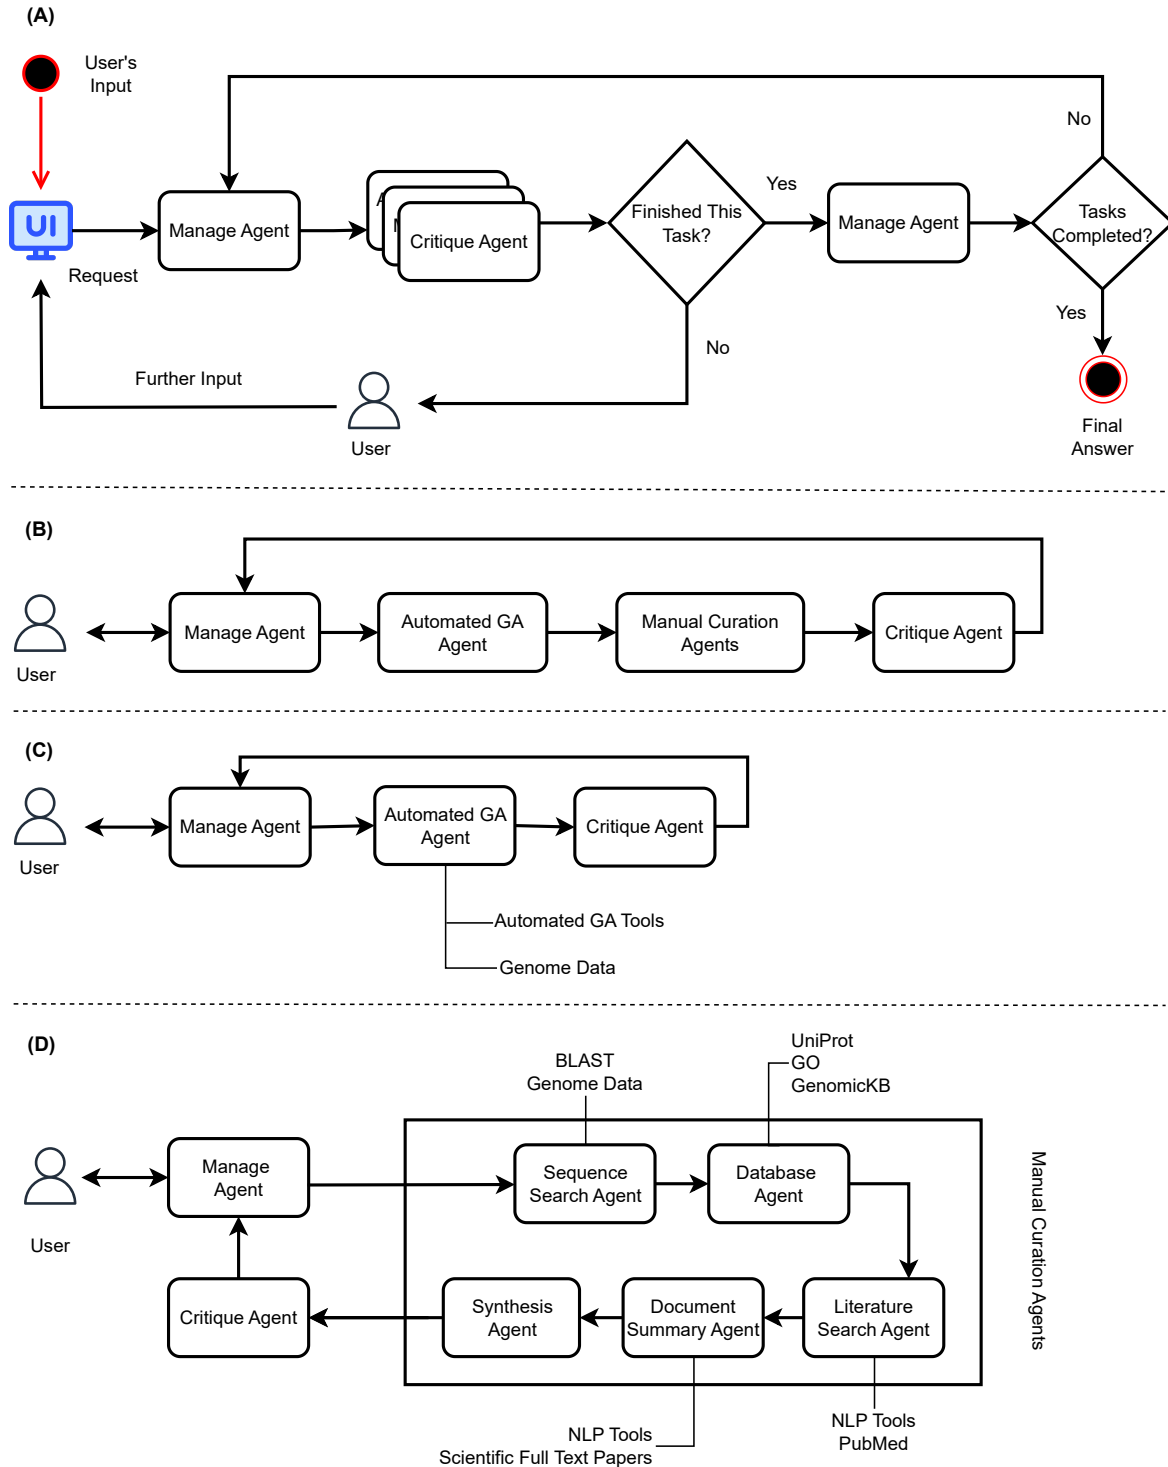 (A)
User's
Input
No
Yes
Finished This
Task?
Manage Agent
A
M
Critique Agent
Manage Agent
Tasks
Completed?
UI
Request
Yes
No
Further Input
User
Final
Answer
(B)
Manage Agent
Automated GA
Agent
Manual Curation
Agents
Critique Agent
User
(C)
Manage Agent
Automated GA
Agent
Critique Agent
User
Automated GA Tools
Genome Data
(D)
BLAST
Genome Data
UniProt
GO
GenomicKB
Manage
Agent
Sequence
Search Agent
Database
Agent
Manual Curation Agents
User
Critique Agent
Synthesis
Agent
Document
Summary Agent
Literature
Search Agent
NLP Tools
Scientific Full Text Papers
NLP Tools
PubMed